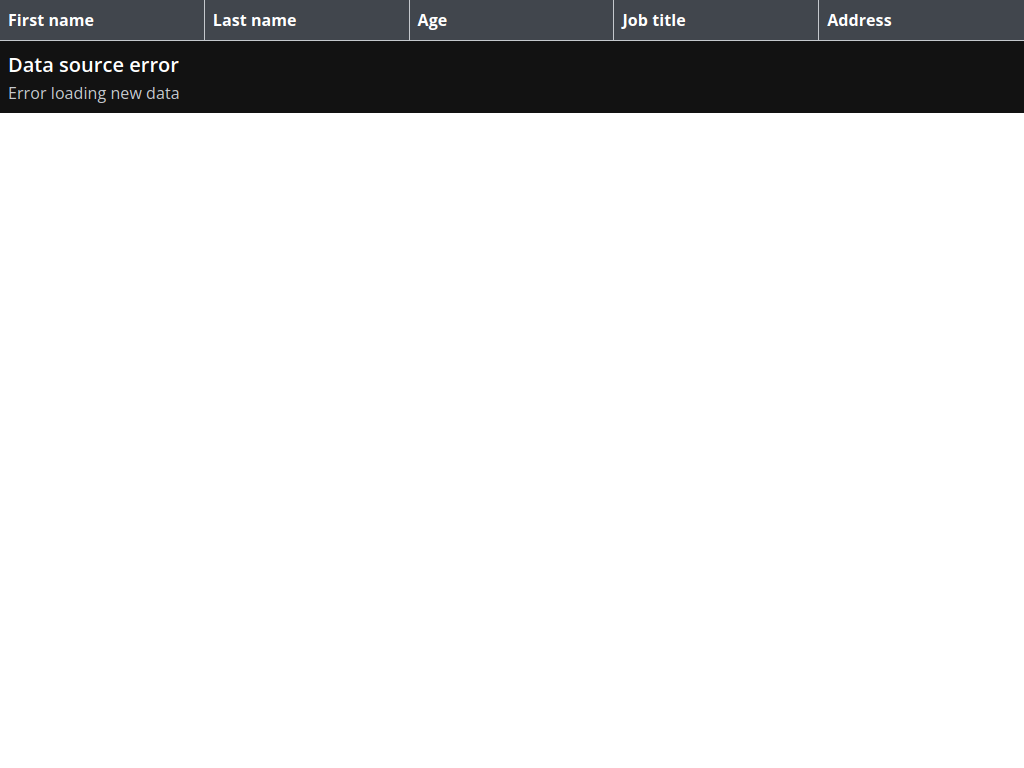 First name Last name Age Job title Address
Data source error
Error loading new data